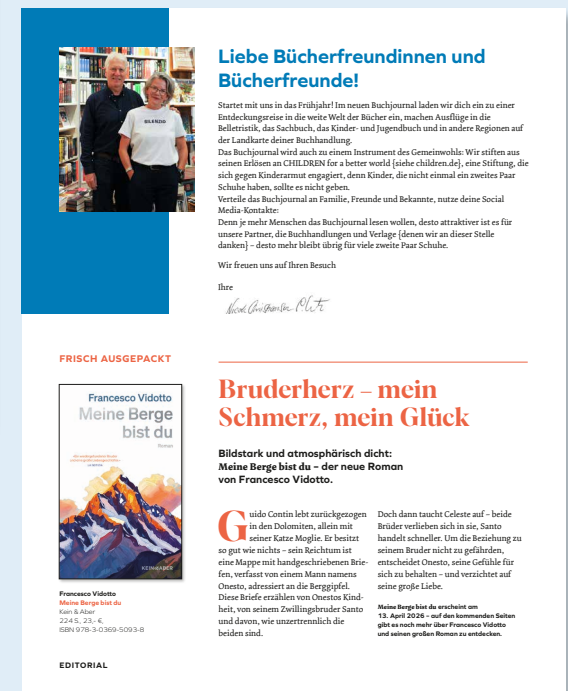 Liebe Bücherfreundinnen und
Bücherfreunde!
Startet mit uns in das Frühjahr! Im neuen Buchjournal laden wir dich ein zu einer
Entdeckungsreise in die weite Welt der Bücher ein, machen Ausflüge in die
Belletristik, das Sachbuch, das Kinder- und Jugendbuch und in andere Regionen auf
der Landkarte deiner Buchhandlung.
Das Buchjournal wird auch zu einem Instrument des Gemeinwohls: Wir stiften aus
seinen Erlösen an CHILDREN for a better world {siehe children.de}, eine Stiftung, die
sich gegen Kinderarmut engagiert, denn Kinder, die nicht einmal ein zweites Paar
Schuhe haben, sollte es nicht geben.
Verteile das Buchjournal an Familie, Freunde und Bekannte, nutze deine Social
Media-Kontakte:
Denn je mehr Menschen das Buchjournal lesen wollen, desto attraktiver ist es für
unsere Partner, die Buchhandlungen und Verlage {denen wir an dieser Stelle
danken} – desto mehr bleibt übrig für viele zweite Paar Schuhe.
Wir freuen uns auf Ihren Besuch
Ihre
FRISCH AUSGEPACKT
Francesco Vidotto
Meine Berge
bist du
Roman
KEIN & ABER
Francesco Vidotto
Meine Berge bist du
Kein & Aber
224 S., 23,- €,
ISBN 978-3-0369-5093-8
Bruderherz – mein
Schmerz, mein Glück
Bildstark und atmosphärisch dicht:
Meine Berge bist du – der neue Roman
von Francesco Vidotto.
Guido Contin lebt zurückgezogen
in den Dolomiten, allein mit
seiner Katze Moglie. Er besitzt
so gut wie nichts – sein Reichtum ist
eine Mappe mit handgeschriebenen Brie-
fen, verfasst von einem Mann namens
Onesto, adressiert an die Berggipfel.
Diese Briefe erzählen von Onestos Kind-
heit, von seinem Zwillingsbruder Santo
und davon, wie unzertrennlich die
beiden sind.
Doch dann taucht Celeste auf – beide
Brüder verlieben sich in sie, Santo
handelt schneller. Um die Beziehung zu
seinem Bruder nicht zu gefährden,
entscheidet Onesto, seine Gefühle für
sich zu behalten – und verzichtet auf
seine große Liebe.
Meine Berge bist du erscheint am
13. April 2026 – auf den kommenden Seiten
gibt es noch mehr über Francesco Vidotto
und seinen großen Roman zu entdecken.
EDITORIAL